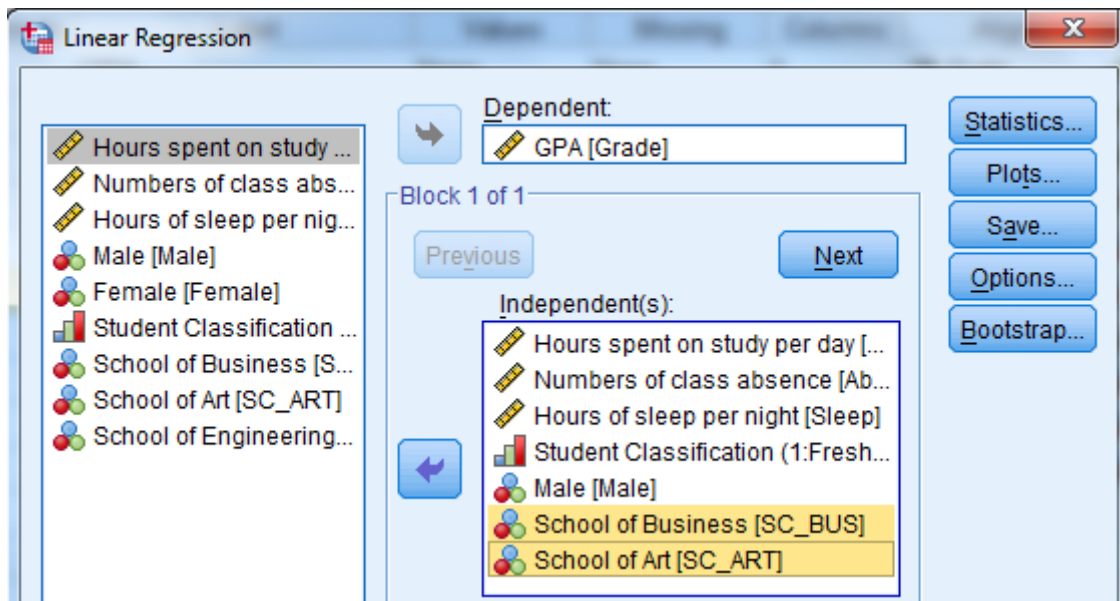 Linear Regression
Values Missing Columns
Hours spent on study ...
Numbers of class abs...
Hours of sleep per nig...
Male [Male]
Female [Female]
Student Classification ...
School of Business [S...
School of Art [SC_ART]
School of Engineering...
Dependent:
GPA [Grade]
Block 1 of 1
Previous
Next
Independent(s):
Hours spent on study per day [...
Numbers of class absence [Ab...
Hours of sleep per night [Sleep]
Student Classification (1:Fresh...
Male [Male]
School of Business [SC_BUS]
School of Art [SC_ART]
Statistics...
Plots...
Save...
Options...
Bootstrap...